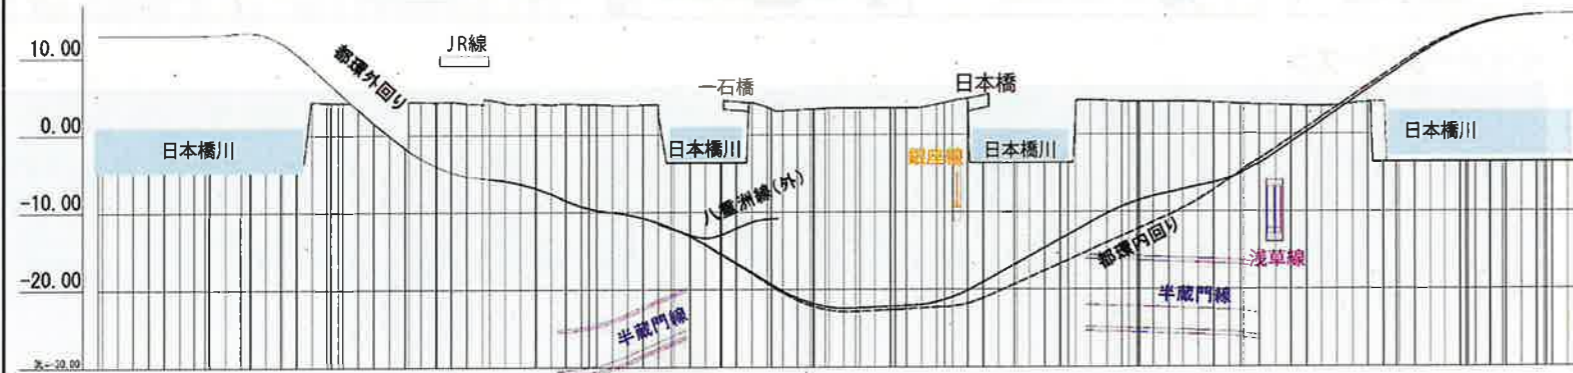 10.00
0.00
-10.00
-20.00
DL=-30.00
都環外回り
JR線
一石橋
日本橋
日本橋川
日本橋川
銀座線
日本橋川
日本橋川
八重洲線(外)
都環内回り
浅草線
半蔵門線
半蔵門線